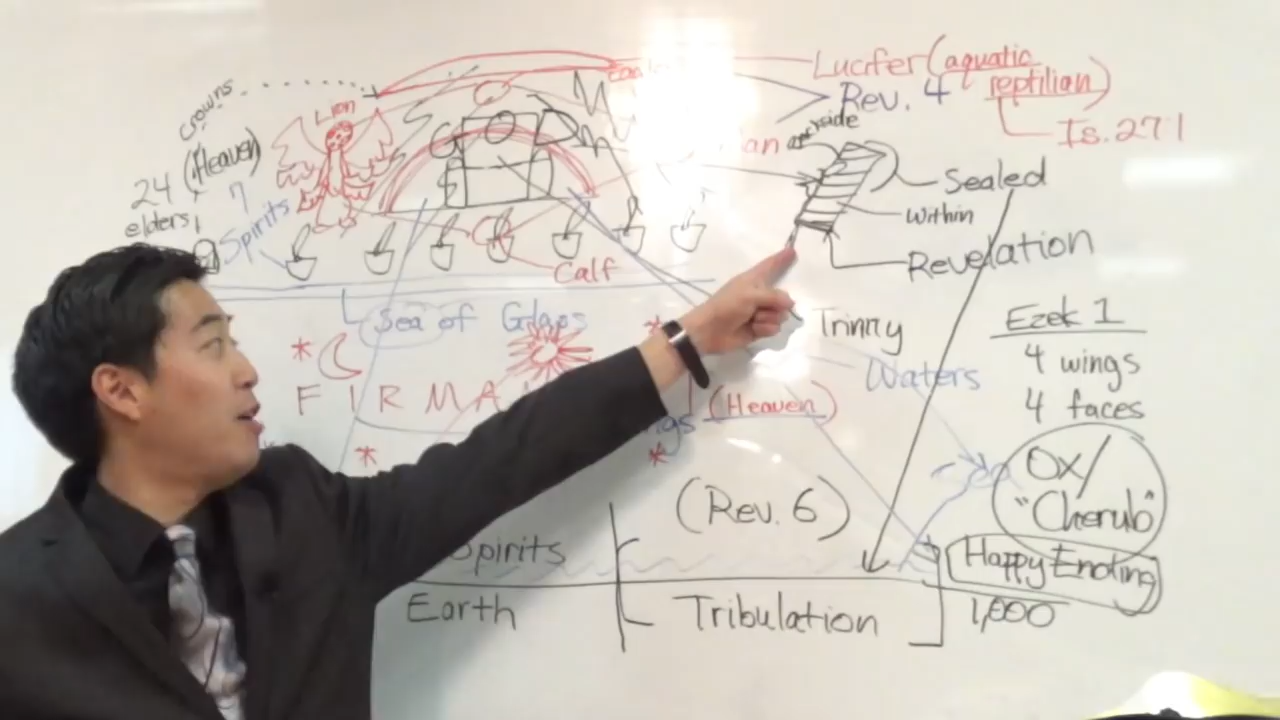 Lucifer (aquatic
reptilian)
Is. 27 1
Rev. 4
crowns
Lion
24 (Heaven)
elders
7
Spirits
GOD
Calf
Sealed
Within
Revelation
Sea of Glass
Trinity
Waters
(Heaven)
Ezek 1
4 wings
4 faces
Ox/
"Cherub"
(Rev. 6)
Spirits
Happy Ending
Earth
Tribulation
1,000